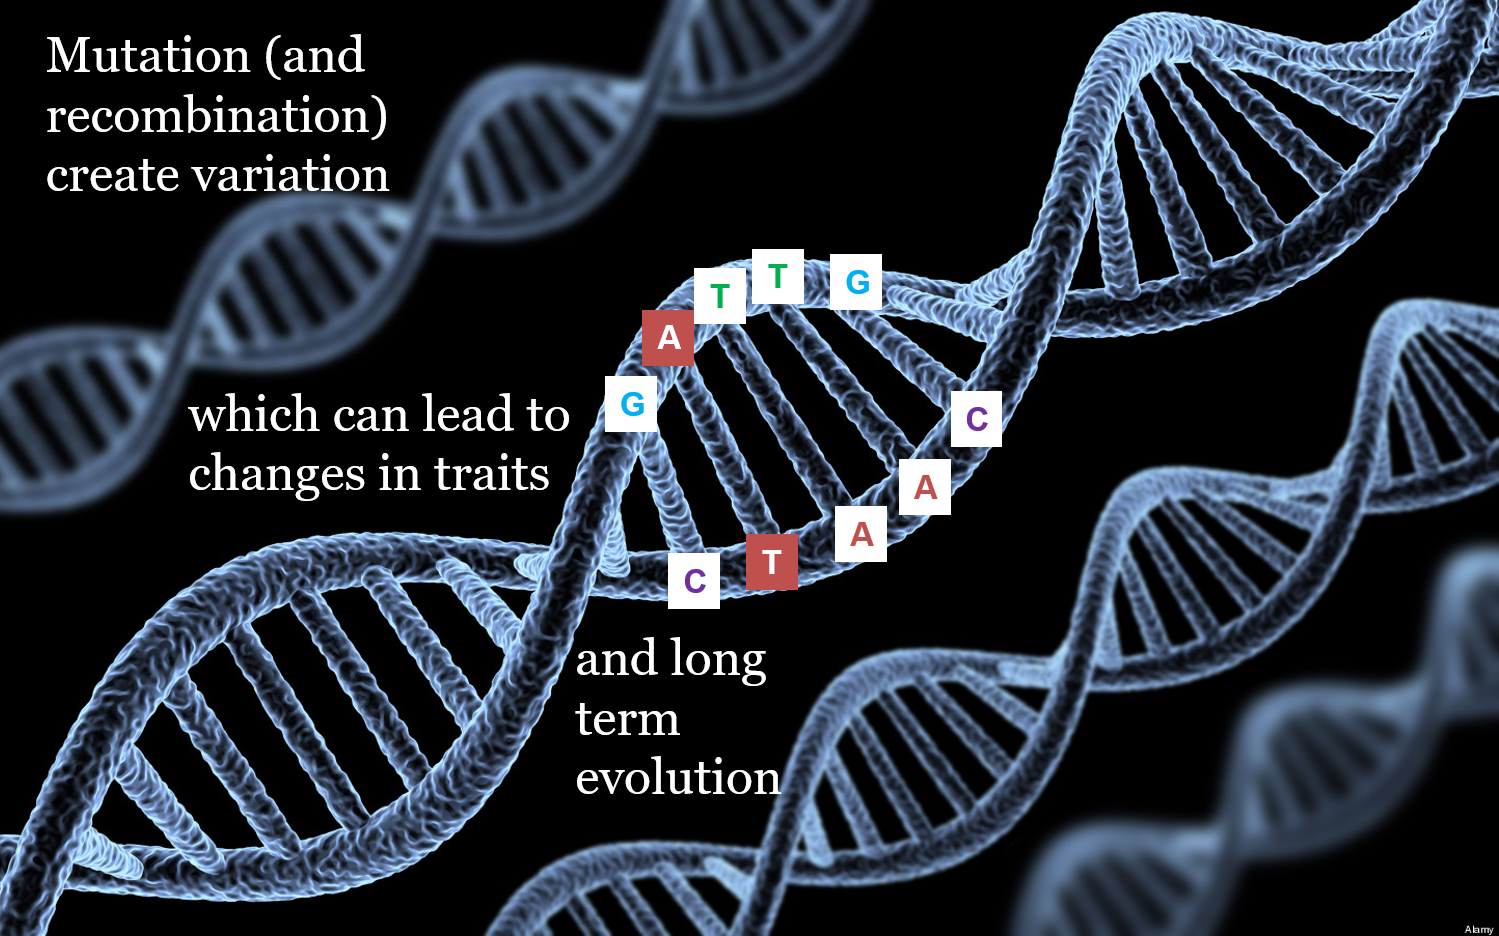 Mutation (and
recombination)
create variation
T
T
G
A
G
which can lead to
changes in traits
C
A
A
T
C
and long
term
evolution
Alamy